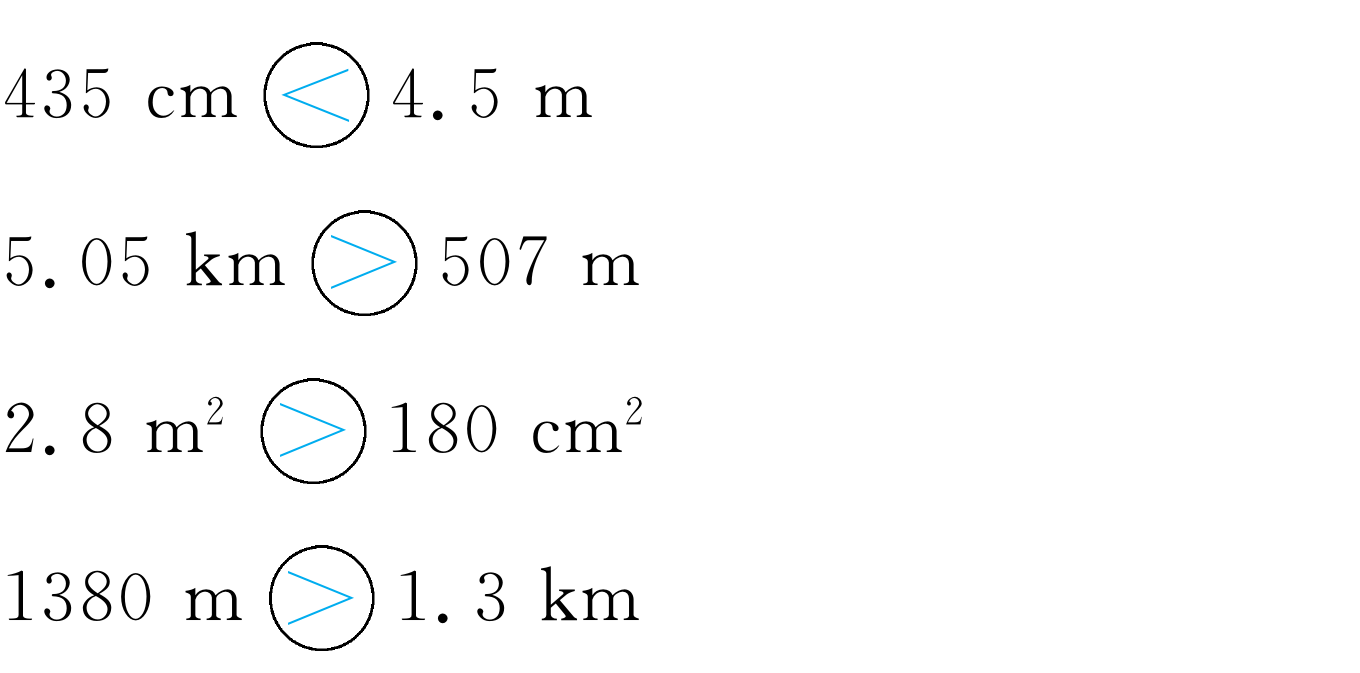 435 cm < 4.5 m
5.05 km > 507 m
2.8 m² > 180 cm²
1380 m > 1.3 km